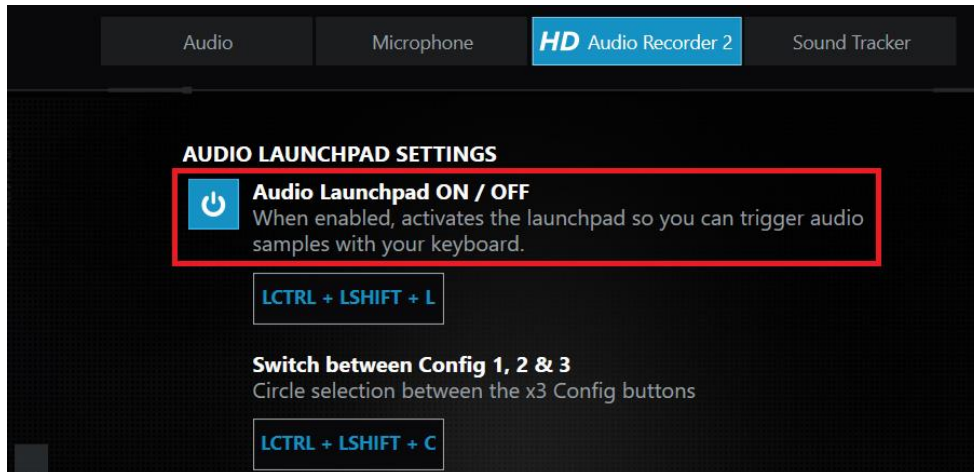 Audio
Microphone
HD Audio Recorder 2
Sound Tracker
AUDIO LAUNCHPAD SETTINGS
Audio Launchpad ON / OFF
When enabled, activates the launchpad so you can trigger audio
samples with your keyboard.
LCTRL + LSHIFT + L
Switch between Config 1, 2 & 3
Circle selection between the x3 Config buttons
LCTRL + LSHIFT + C